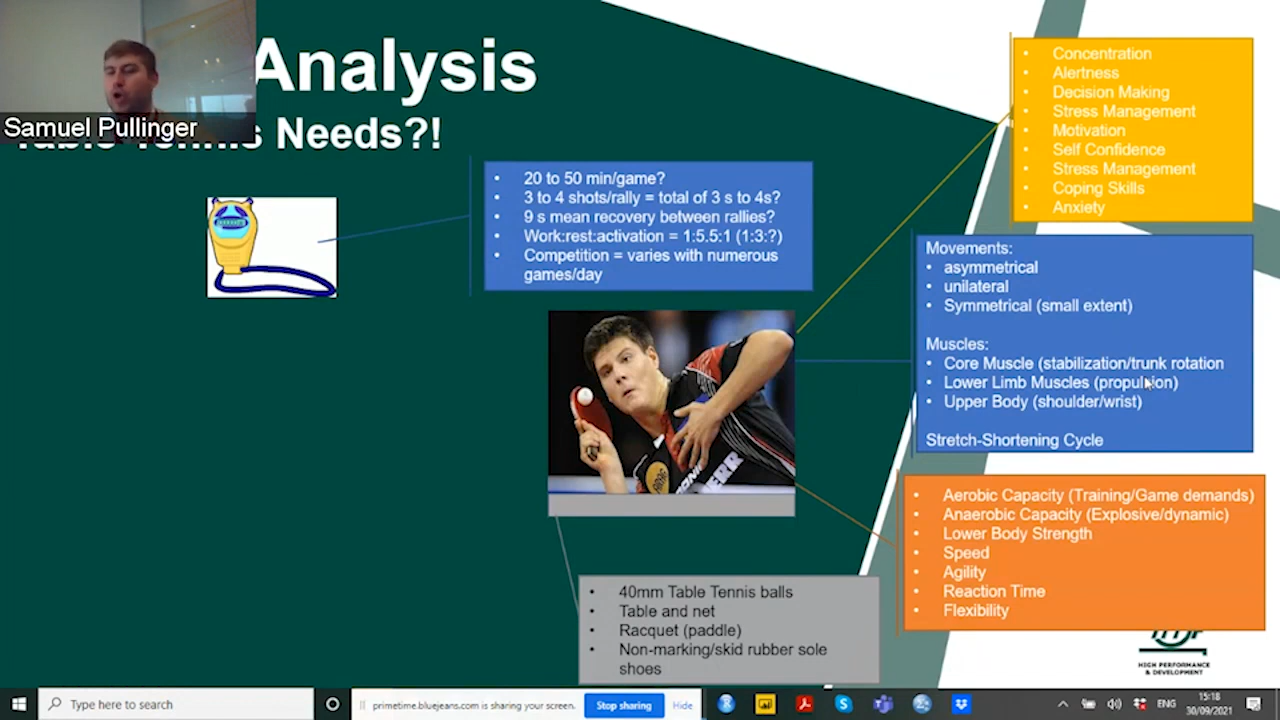 Analysis
Samuel Pullinger
Needs?!
• 20 to 50 min/game?
• 3 to 4 shots/rally = total of 3 s to 4s?
• 9 s mean recovery between rallies?
• Work:rest:activation = 1:5.5:1 (1:3:?)
• Competition = varies with numerous
games/day
• Concentration
• Alertness
• Decision Making
• Stress Management
• Motivation
• Self Confidence
• Stress Management
• Coping Skills
• Anxiety
Movements:
• asymmetrical
• unilateral
• Symmetrical (small extent)
Muscles:
• Core Muscle (stabilization/trunk rotation
• Lower Limb Muscles (propulsion)
• Upper Body (shoulder/wrist)
Stretch-Shortening Cycle
• Aerobic Capacity (Training/Game demands)
• Anaerobic Capacity (Explosive/dynamic)
• Lower Body Strength
• Speed
• Agility
• Reaction Time
• Flexibility
• 40mm Table Tennis balls
• Table and net
• Racquet (paddle)
• Non-marking/skid rubber sole
shoes
HIGH PERFORMANCE
& DEVELOPMENT
Type here to search
primetime.bluejeans.com is sharing your screen.
Stop sharing
Hide
ENG
15:18
30/09/2021